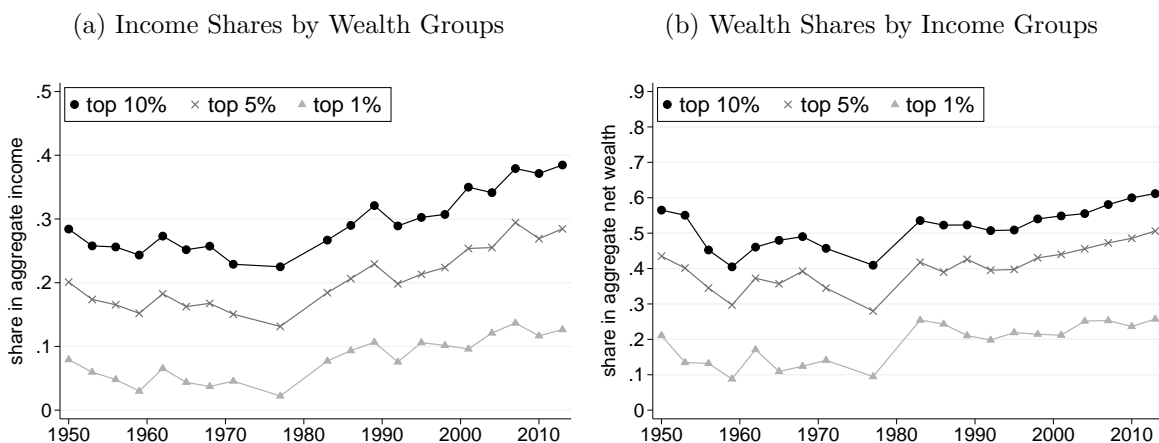 (a) Income Shares by Wealth Groups
.5
.4
.3
.2
.1
0
share in aggregate income
top 10% top 5% top 1%
1950 1960 1970 1980 1990 2000 2010
(b) Wealth Shares by Income Groups
.9
.8
.7
.6
.5
.4
.3
.2
.1
0
share in aggregate net wealth
top 10% top 5% top 1%
1950 1960 1970 1980 1990 2000 2010